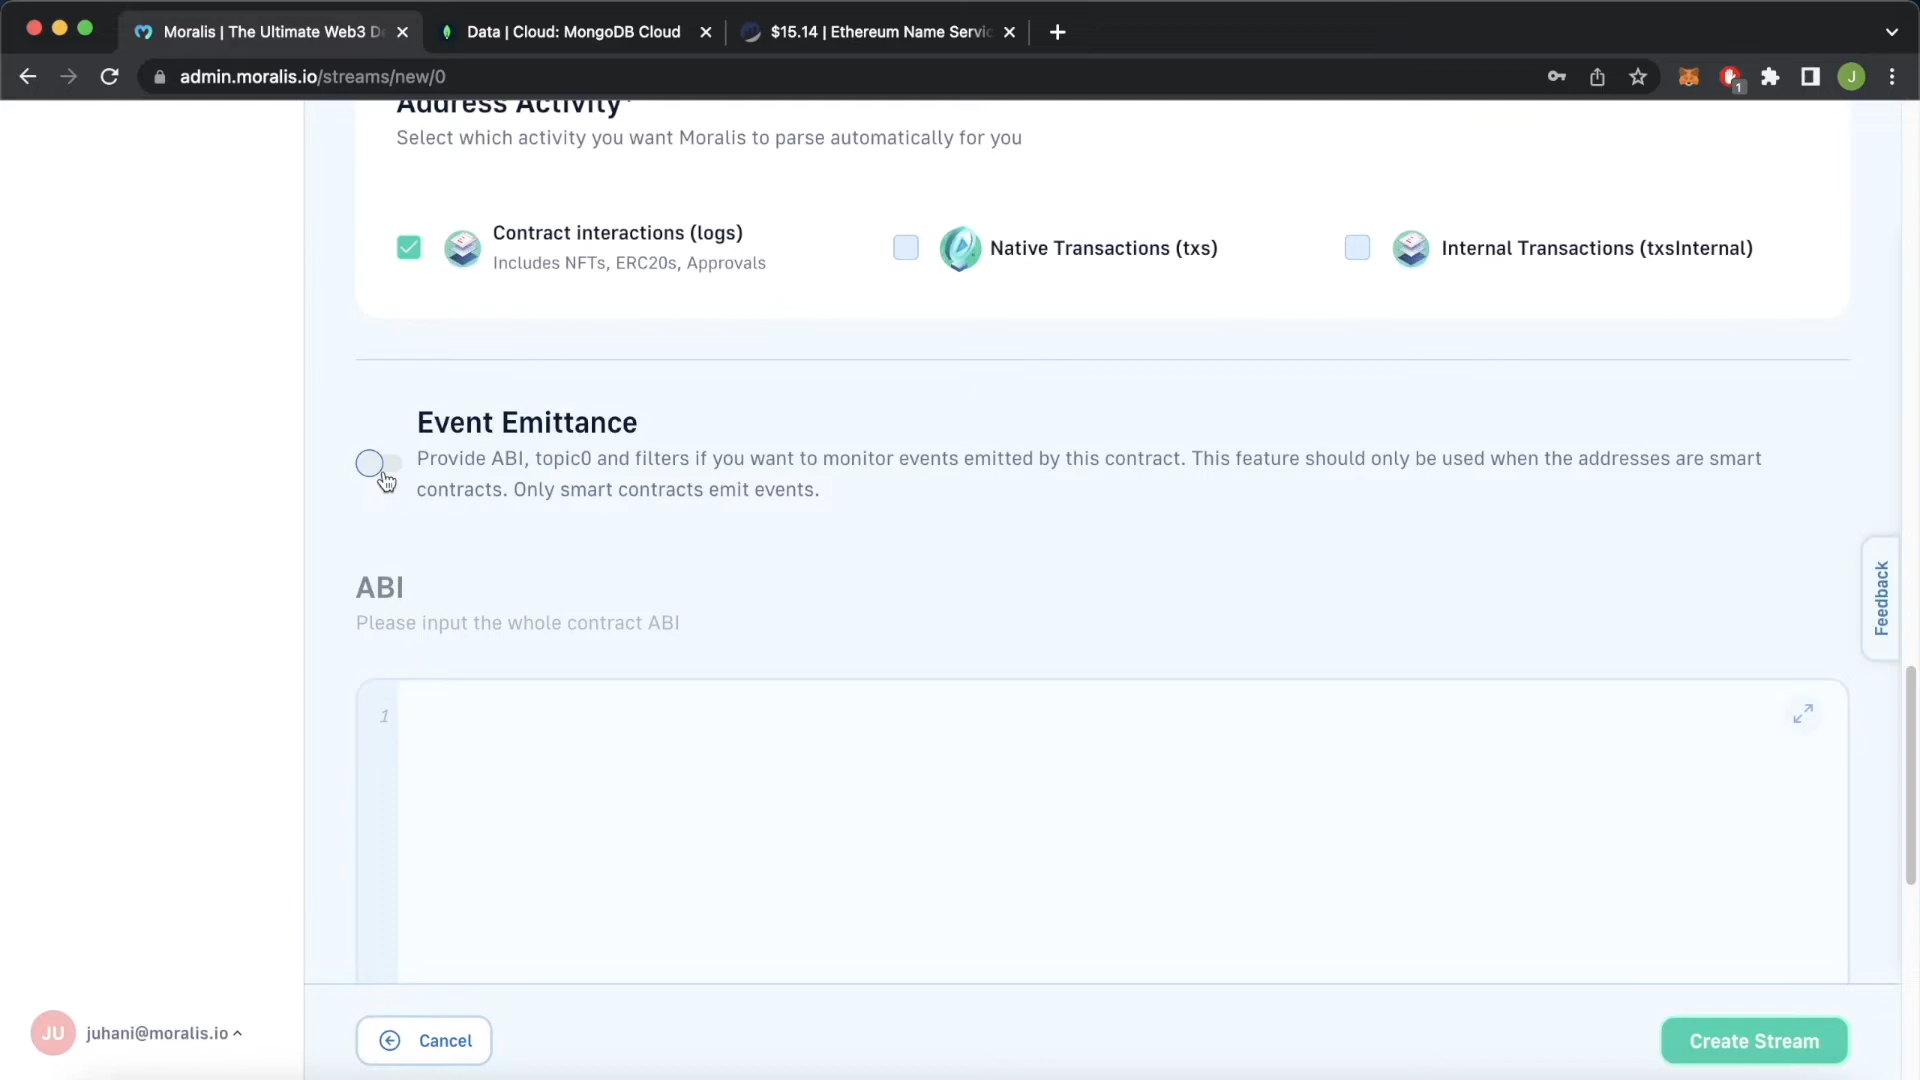 Moralis | The Ultimate Web3 De
Data | Cloud: MongoDB Cloud
$15.14 | Ethereum Name Servic
admin.moralis.io/streams/new/0
1
J
Address Activity*
Select which activity you want Moralis to parse automatically for you
Contract interactions (logs)
Includes NFTs, ERC20s, Approvals
Native Transactions (txs)
Internal Transactions (txsInternal)
Event Emittance
Provide ABI, topic0 and filters if you want to monitor events emitted by this contract. This feature should only be used when the addresses are smart
contracts. Only smart contracts emit events.
Feedback
ABI
Please input the whole contract ABI
1
JU
juhani@moralis.io
Cancel
Create Stream